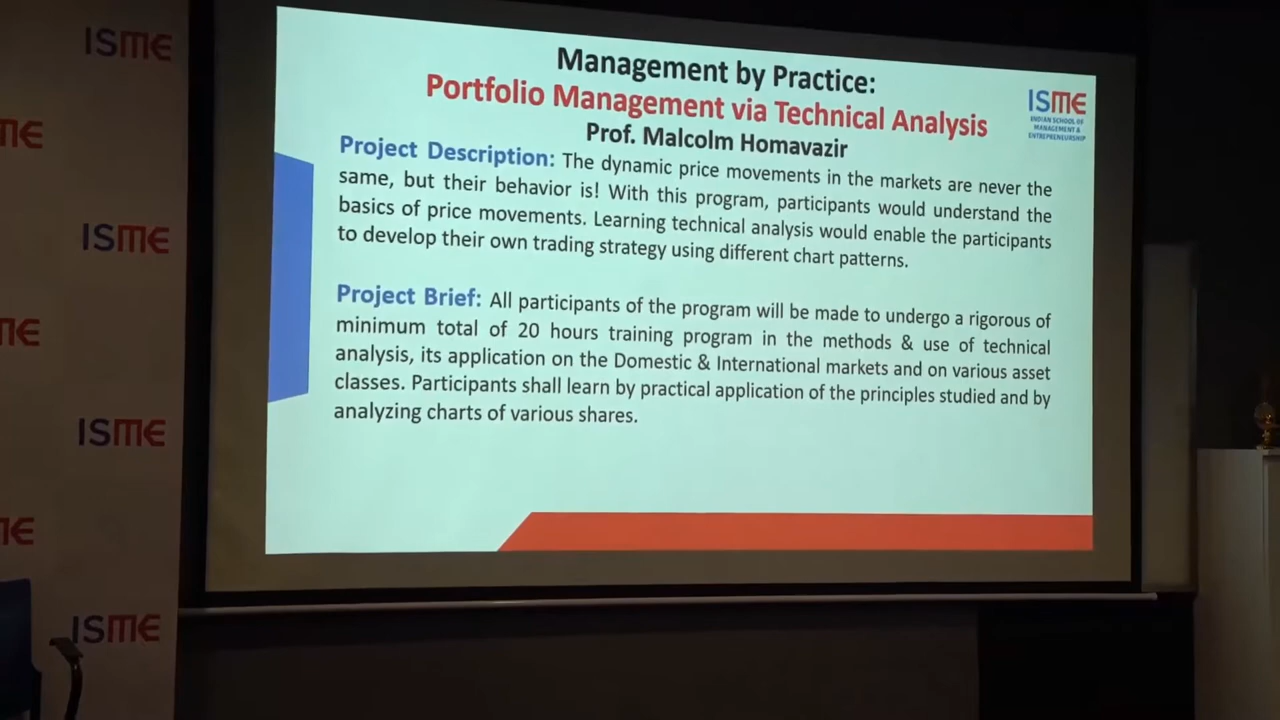 ISME
ME
ISME
ME
ISME
ME
ISME
Management by Practice:
Portfolio Management via Technical Analysis
Prof. Malcolm Homavazir
ISME
INDIAN SCHOOL OF
MANAGEMENT &
ENTREPRENEURSHIP
Project Description: The dynamic price movements in the markets are never the
same, but their behavior is! With this program, participants would understand the
basics of price movements. Learning technical analysis would enable the participants
to develop their own trading strategy using different chart patterns.
Project Brief: All participants of the program will be made to undergo a rigorous of
minimum total of 20 hours training program in the methods & use of technical
analysis, its application on the Domestic & International markets and on various asset
classes. Participants shall learn by practical application of the principles studied and by
analyzing charts of various shares.